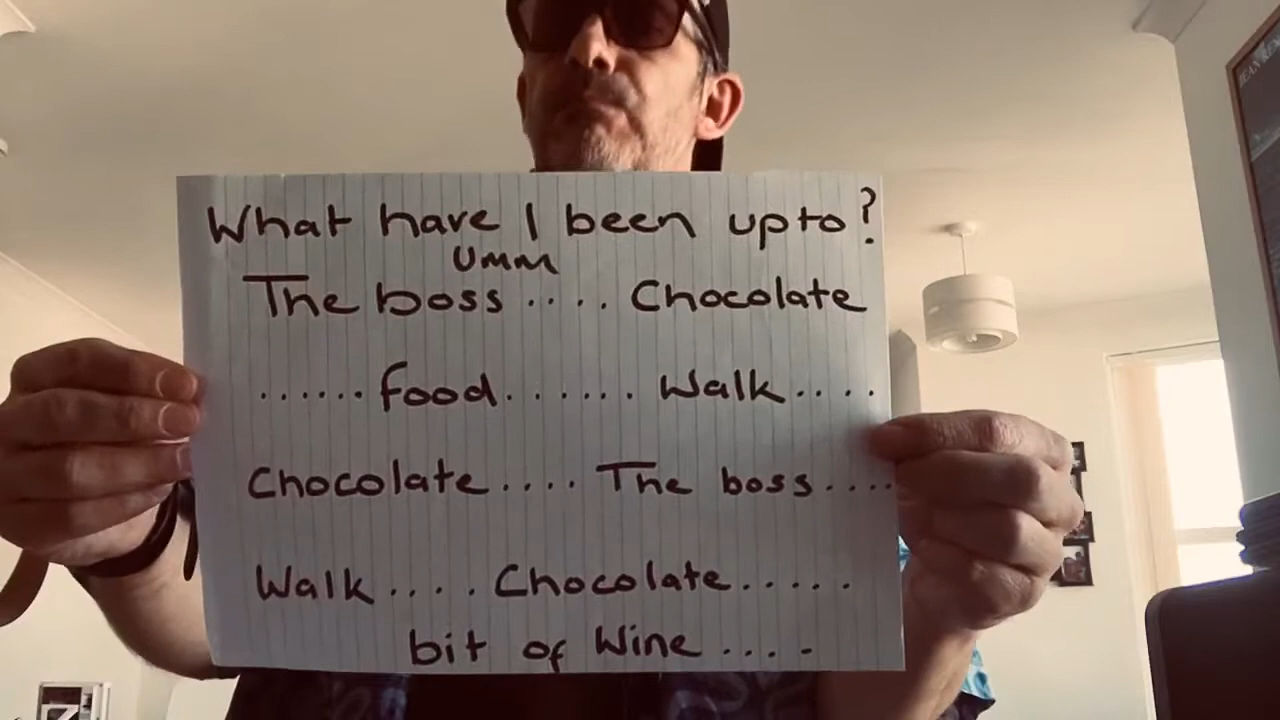 What have I been upto?
Umm
The boss .... Chocolate
......food....... Walk....
Chocolate.... The boss....
Walk.... Chocolate.....
bit of Wine ....